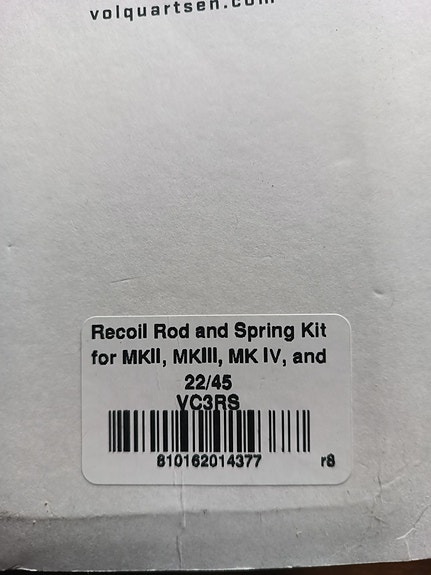 volquartsen.com
Recoil Rod and Spring Kit
for MKII, MKIII, MK IV, and
22/45
VC3RS
810162014377 r8